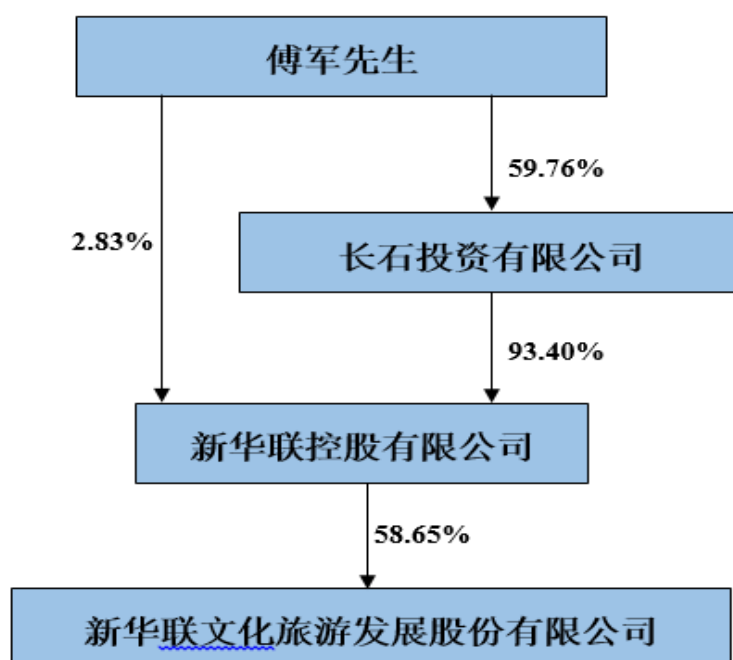 傅军先生
59.76%
2.83%
长石投资有限公司
93.40%
新华联控股有限公司
58.65%
新华联文化旅游发展股份有限公司